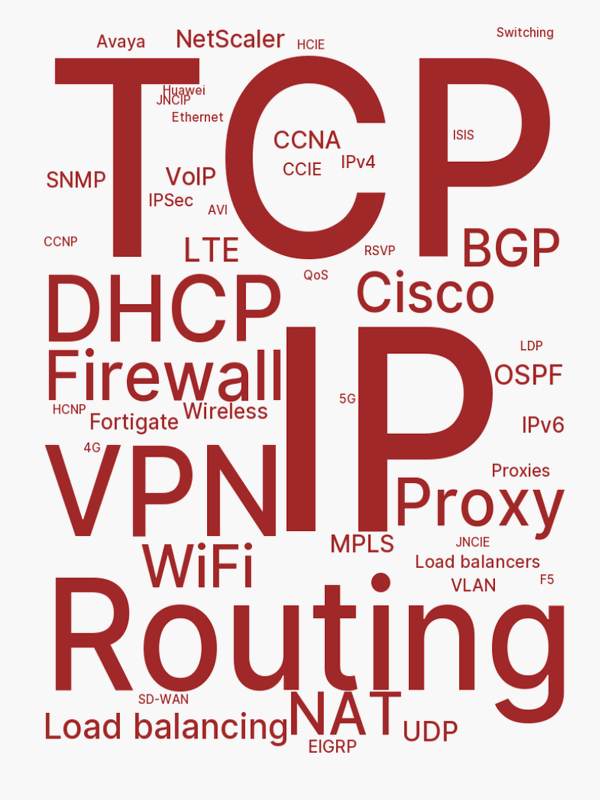 Switching
Avaya
NetScaler
HCIE
TCP
Huawei
JNCIP
Ethernet
CCNA
ISIS
CCIE
IPv4
SNMP
VoIP
IPSec
AVI
CCNP
LTE
RSVP
BGP
QoS
DHCP
Cisco
IP
LDP
Firewall
OSPF
5G
HCNP
Fortigate
Wireless
IPv6
4G
VPN
Proxies
Proxy
MPLS
JNCIE
WiFi
Load balancers
F5
VLAN
Routing
SD-WAN
NAT
Load balancing
UDP
EIGRP